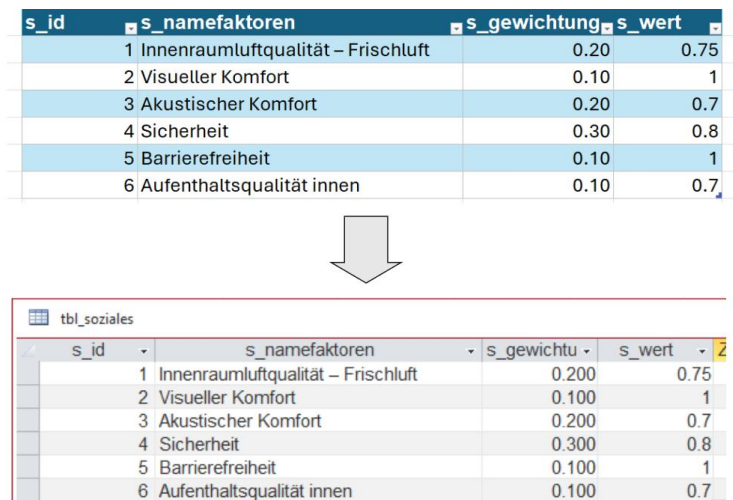 s_id s_namefaktoren s_gewichtung s_wert
1 Innenraumluftqualität – Frischluft 0.20 0.75
2 Visueller Komfort 0.10 1
3 Akustischer Komfort 0.20 0.7
4 Sicherheit 0.30 0.8
5 Barrierefreiheit 0.10 1
6 Aufenthaltsqualität innen 0.10 0.7
tbl_soziales
s_id s_namefaktoren s_gewichtu s_wert Z
1 Innenraumluftqualität – Frischluft 0.200 0.75
2 Visueller Komfort 0.100 1
3 Akustischer Komfort 0.200 0.7
4 Sicherheit 0.300 0.8
5 Barrierefreiheit 0.100 1
6 Aufenthaltsqualität innen 0.100 0.7